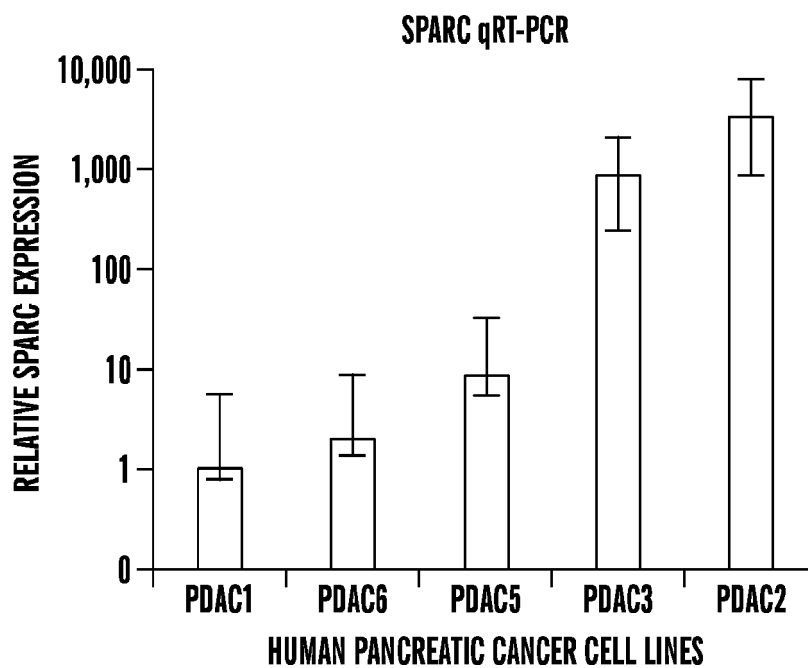 SPARC qRT-PCR
10,000
1,000
100
10
1
0
RELATIVE SPARC EXPRESSION
PDAC1 PDAC6 PDAC5 PDAC3 PDAC2
HUMAN PANCREATIC CANCER CELL LINES